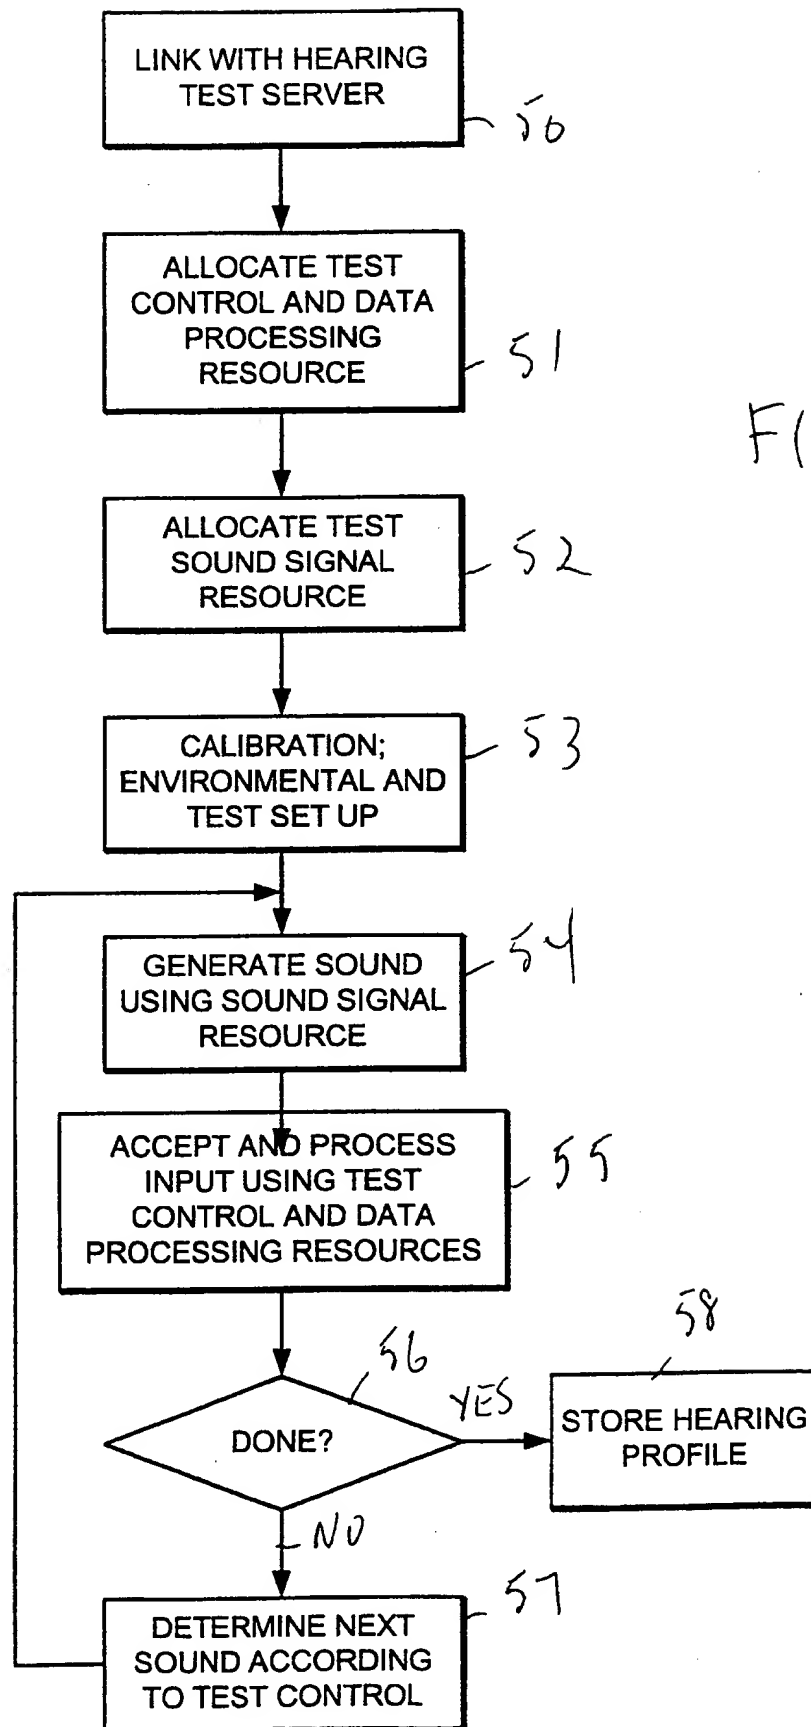 LINK WITH HEARING
TEST SERVER
50
ALLOCATE TEST
CONTROL AND DATA
PROCESSING
RESOURCE
51
F(
ALLOCATE TEST
SOUND SIGNAL
RESOURCE
52
CALIBRATION;
ENVIRONMENTAL AND
TEST SET UP
53
GENERATE SOUND
USING SOUND SIGNAL
RESOURCE
54
ACCEPT AND PROCESS
INPUT USING TEST
CONTROL AND DATA
PROCESSING RESOURCES
55
56
DONE?
YES
58
STORE HEARING
PROFILE
NO
57
DETERMINE NEXT
SOUND ACCORDING
TO TEST CONTROL